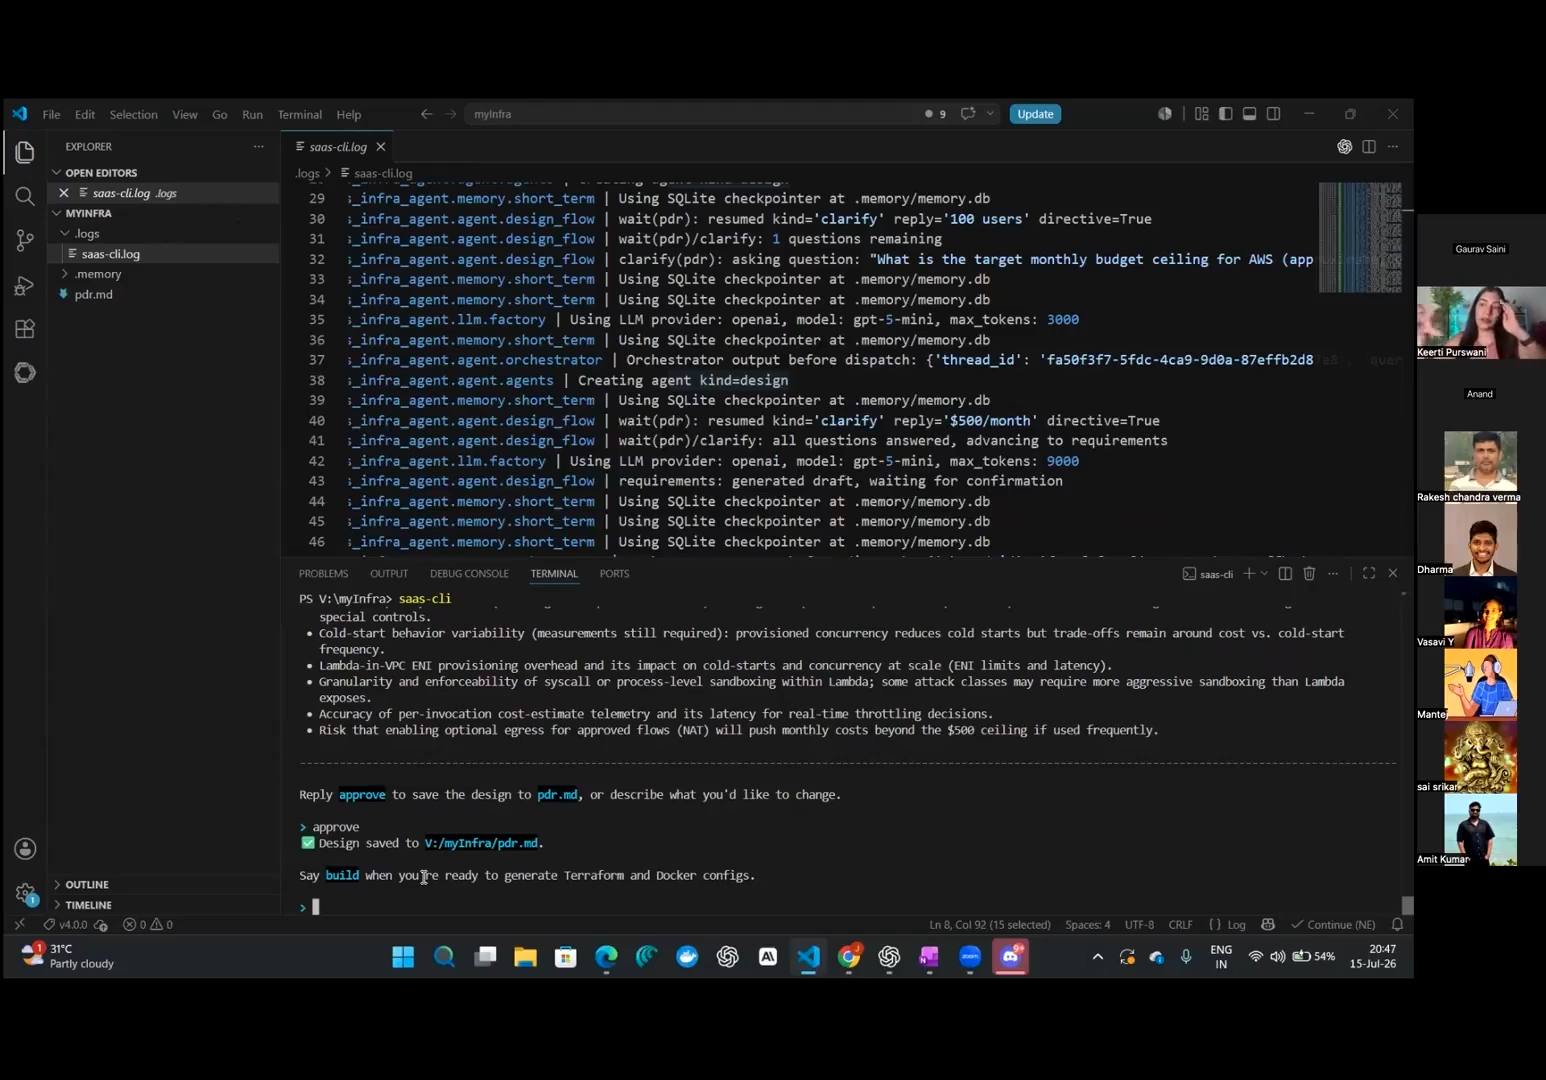 File Edit Selection View Go Run Terminal Help
myInfra
9
Update
EXPLORER
OPEN EDITORS
saas-cli.log .logs
MYINFRA
.logs
saas-cli.log
.memory
pdr.md
OUTLINE
TIMELINE
saas-cli.log
.logs > saas-cli.log
29 s_infra_agent.memory.short_term | Using SQLite checkpointer at .memory/memory.db
30 s_infra_agent.agent.design_flow | wait(pdr): resumed kind='clarify' reply='100 users' directive=True
31 s_infra_agent.agent.design_flow | wait(pdr)/clarify: 1 questions remaining
32 s_infra_agent.agent.design_flow | clarify(pdr): asking question: "What is the target monthly budget ceiling for AWS (app
33 s_infra_agent.memory.short_term | Using SQLite checkpointer at .memory/memory.db
34 s_infra_agent.memory.short_term | Using SQLite checkpointer at .memory/memory.db
35 s_infra_agent.llm.factory | Using LLM provider: openai, model: gpt-5-mini, max_tokens: 3000
36 s_infra_agent.memory.short_term | Using SQLite checkpointer at .memory/memory.db
37 s_infra_agent.agent.orchestrator | Orchestrator output before dispatch: {'thread_id': 'fa50f3f7-5fdc-4ca9-9d0a-87effb2d8
38 s_infra_agent.agent.agents | Creating agent kind=design
39 s_infra_agent.memory.short_term | Using SQLite checkpointer at .memory/memory.db
40 s_infra_agent.agent.design_flow | wait(pdr): resumed kind='clarify' reply='$500/month' directive=True
41 s_infra_agent.agent.design_flow | wait(pdr)/clarify: all questions answered, advancing to requirements
42 s_infra_agent.llm.factory | Using LLM provider: openai, model: gpt-5-mini, max_tokens: 9000
43 s_infra_agent.agent.design_flow | requirements: generated draft, waiting for confirmation
44 s_infra_agent.memory.short_term | Using SQLite checkpointer at .memory/memory.db
45 s_infra_agent.memory.short_term | Using SQLite checkpointer at .memory/memory.db
46 s_infra_agent.memory.short_term | Using SQLite checkpointer at .memory/memory.db
PROBLEMS OUTPUT DEBUG CONSOLE TERMINAL PORTS
saas-cli
PS V:\myInfra> saas-cli
special controls.
• Cold-start behavior variability (measurements still required): provisioned concurrency reduces cold starts but trade-offs remain around cost vs. cold-start
frequency.
• Lambda-in-VPC ENI provisioning overhead and its impact on cold-starts and concurrency at scale (ENI limits and latency).
• Granularity and enforceability of syscall or process-level sandboxing within Lambda; some attack classes may require more aggressive sandboxing than Lambda
exposes.
• Accuracy of per-invocation cost-estimate telemetry and its latency for real-time throttling decisions.
• Risk that enabling optional egress for approved flows (NAT) will push monthly costs beyond the $500 ceiling if used frequently.
Reply approve to save the design to pdr.md, or describe what you'd like to change.
> approve
✅ Design saved to V:/myInfra/pdr.md.
Say build when you're ready to generate Terraform and Docker configs.
>
v4.0.0 0 0 Ln 8, Col 92 (15 selected) Spaces: 4 UTF-8 CRLF { } Log Continue (NE)
1
31°C
Partly cloudy
ENG
IN
54%
20:47
15-Jul-26
Gaurav Saini
Keerti Purswani
Anand
Rakesh chandra verma
Dharma
Vasavi Y
Mantej
sai srikar
Amit Kumar